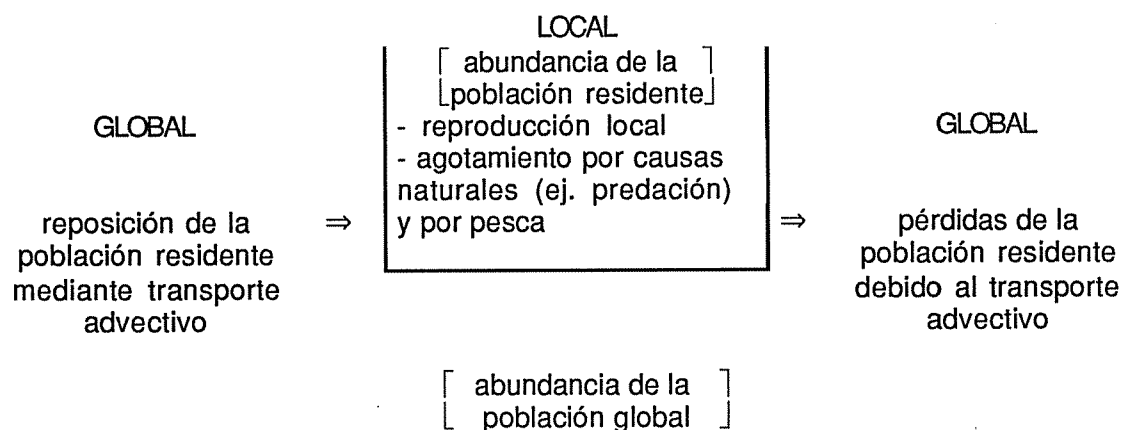 LOCAL
⌈ abundancia de la ⌉
⌊población residente⌋
- reproducción local
- agotamiento por causas
naturales (ej. predación)
y por pesca
GLOBAL
reposición de la
población residente
mediante transporte
advectivo
⇒
⇒
GLOBAL
pérdidas de la
población residente
debido al transporte
advectivo
⌈ abundancia de la ⌉
⌊ población global ⌋